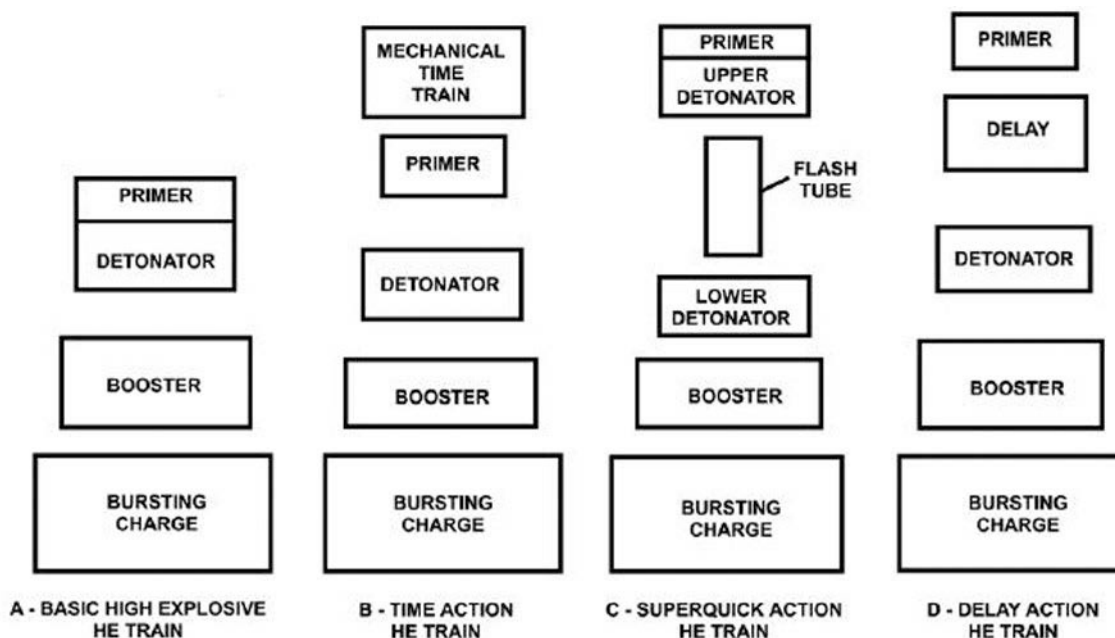 PRIMER
DETONATOR
BOOSTER
BURSTING
CHARGE
A - BASIC HIGH EXPLOSIVE
HE TRAIN
MECHANICAL
TIME
TRAIN
PRIMER
DETONATOR
BOOSTER
BURSTING
CHARGE
B - TIME ACTION
HE TRAIN
PRIMER
UPPER
DETONATOR
FLASH
TUBE
LOWER
DETONATOR
BOOSTER
BURSTING
CHARGE
C - SUPERQUICK ACTION
HE TRAIN
PRIMER
DELAY
DETONATOR
BOOSTER
BURSTING
CHARGE
D - DELAY ACTION
HE TRAIN